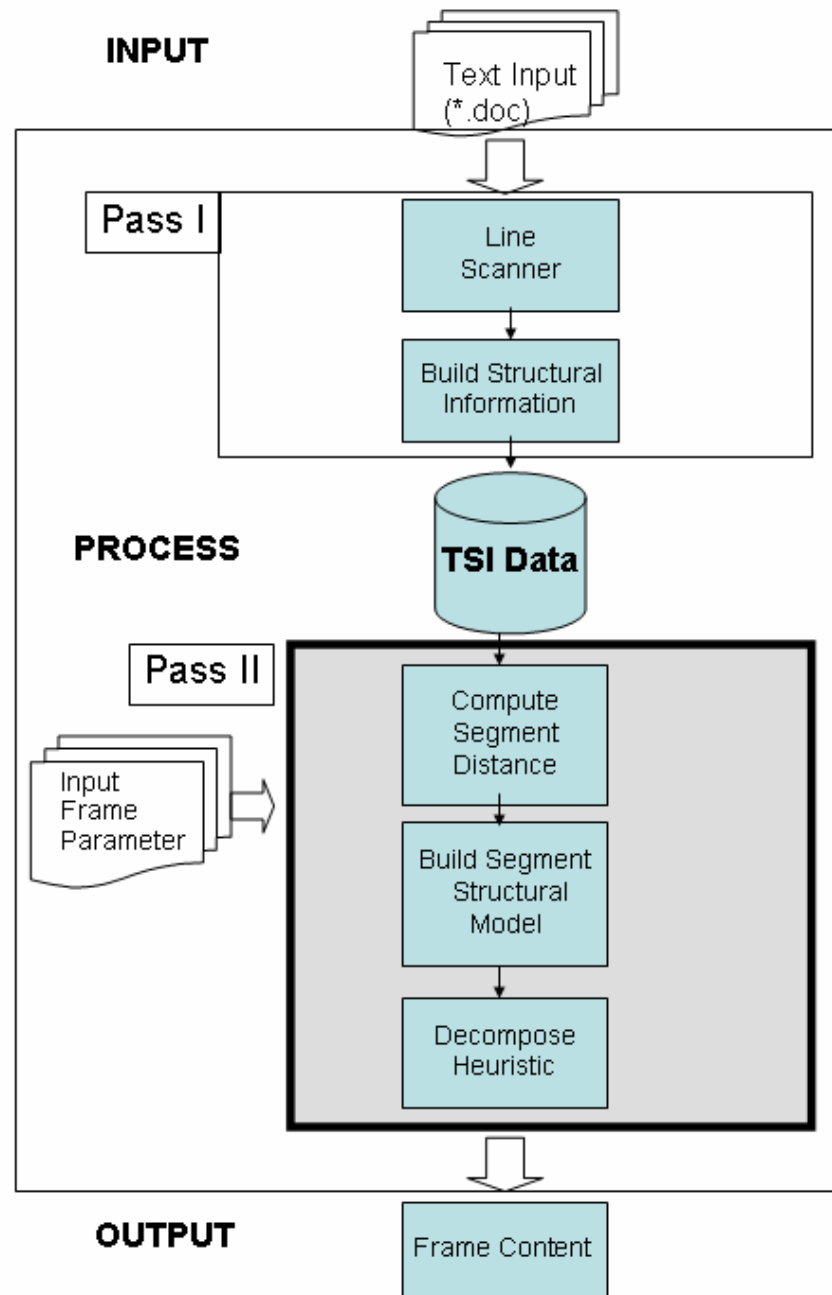 INPUT
Text Input
(*.doc)
Pass I
Line
Scanner
Build Structural
Information
PROCESS
TSI Data
Pass II
Compute
Segment
Distance
Input
Frame
Parameter
Build Segment
Structural
Model
Decompose
Heuristic
OUTPUT
Frame Content